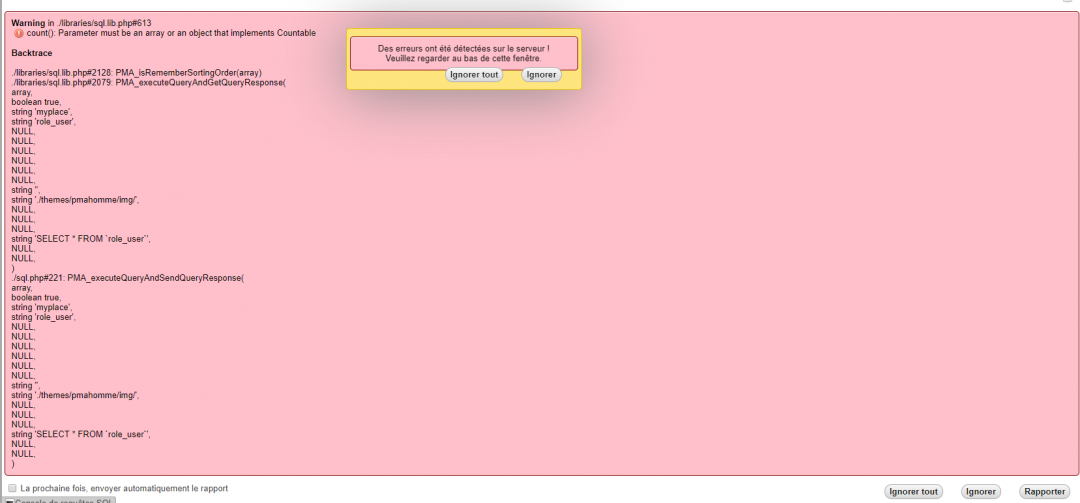 Warning in ./libraries/sql.lib.php#613
count(): Parameter must be an array or an object that implements Countable
Des erreurs ont été détectées sur le serveur !
Veuillez regarder au bas de cette fenêtre.
Ignorer tout
Ignorer
Backtrace
./libraries/sql.lib.php#2128: PMA_isRememberSortingOrder(array)
./libraries/sql.lib.php#2079: PMA_executeQueryAndGetQueryResponse(
array,
boolean true,
string 'myplace',
string 'role_user',
NULL,
NULL,
NULL,
NULL,
NULL,
NULL,
string '',
string './themes/pmahomme/img/',
NULL,
NULL,
NULL,
string 'SELECT * FROM `role_user`',
NULL,
NULL,
)
./sql.php#221: PMA_executeQueryAndSendQueryResponse(
array,
boolean true,
string 'myplace',
string 'role_user',
NULL,
NULL,
NULL,
NULL,
NULL,
NULL,
string '',
string './themes/pmahomme/img/',
NULL,
NULL,
NULL,
string 'SELECT * FROM `role_user`',
NULL,
NULL,
)
La prochaine fois, envoyer automatiquement le rapport
Ignorer tout
Ignorer
Rapporter
Console de requêtes SQL